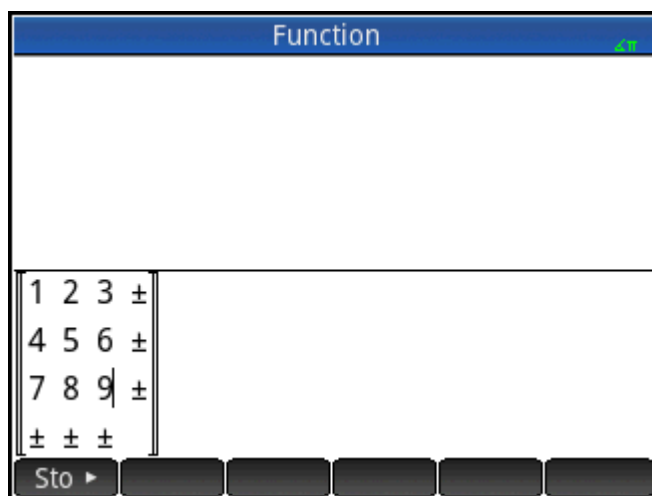 Function
∡π
1 2 3 ±
4 5 6 ±
7 8 9 ±
± ± ±
Sto ▸